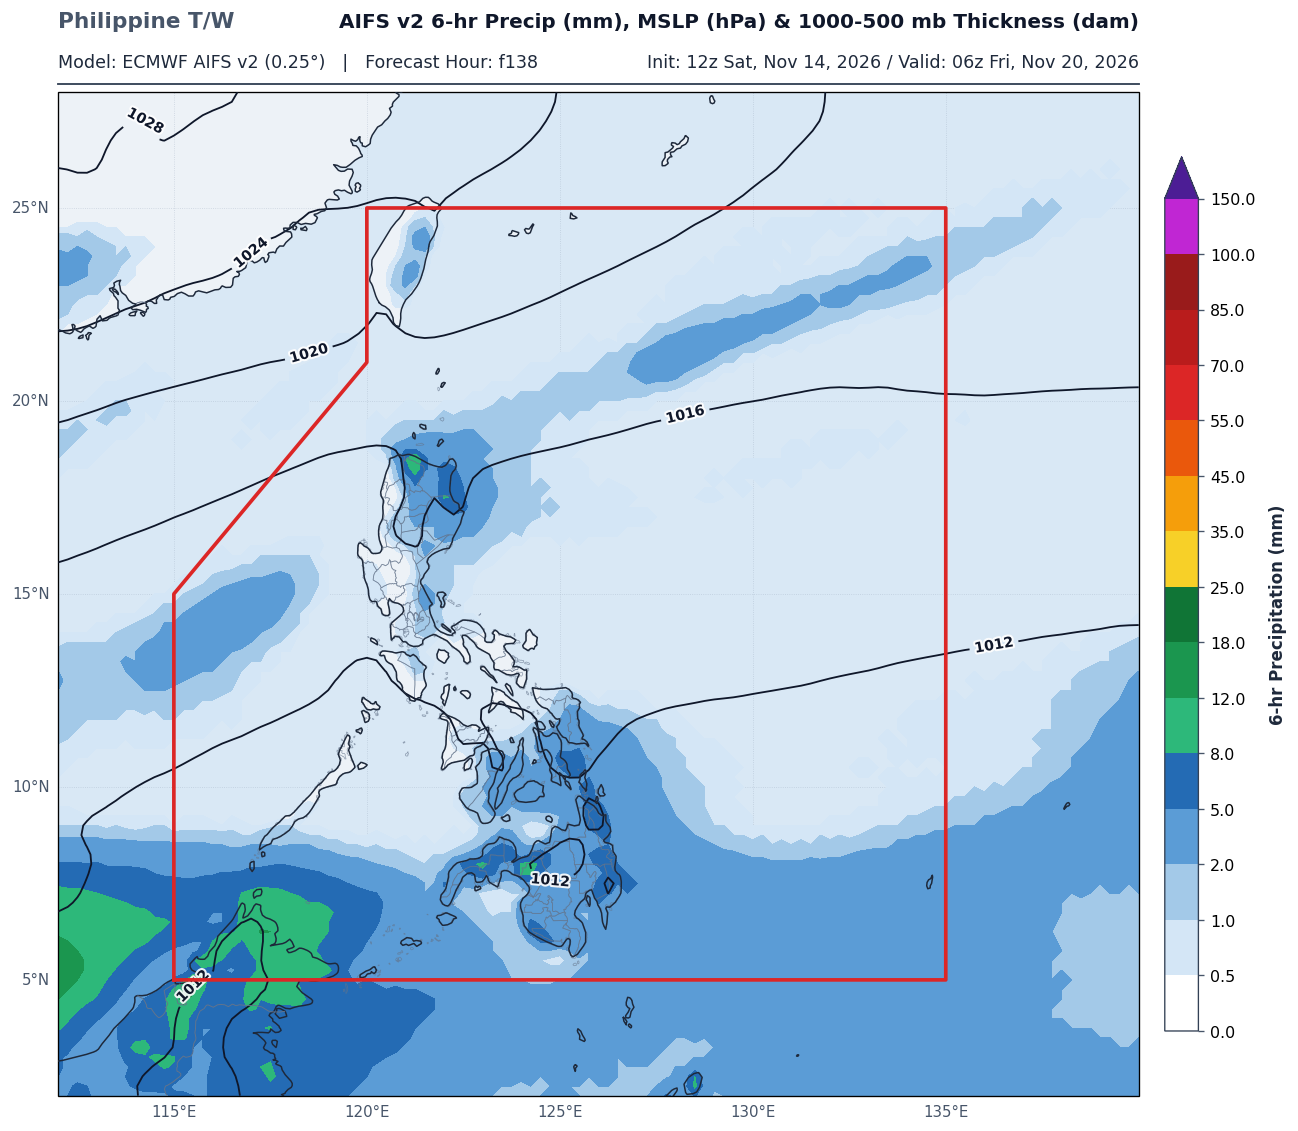 Philippine T/W
AIFS v2 6-hr Precip (mm), MSLP (hPa) & 1000-500 mb Thickness (dam)
Model: ECMWF AIFS v2 (0.25°)   |   Forecast Hour: f138
Init: 12z Sat, Nov 14, 2026 / Valid: 06z Fri, Nov 20, 2026
1028
1024
1020
1016
1012
1012
1012
25°N
20°N
15°N
10°N
5°N
115°E
120°E
125°E
130°E
135°E
150.0
100.0
85.0
70.0
55.0
45.0
35.0
25.0
18.0
12.0
8.0
5.0
2.0
1.0
0.5
0.0
6-hr Precipitation (mm)